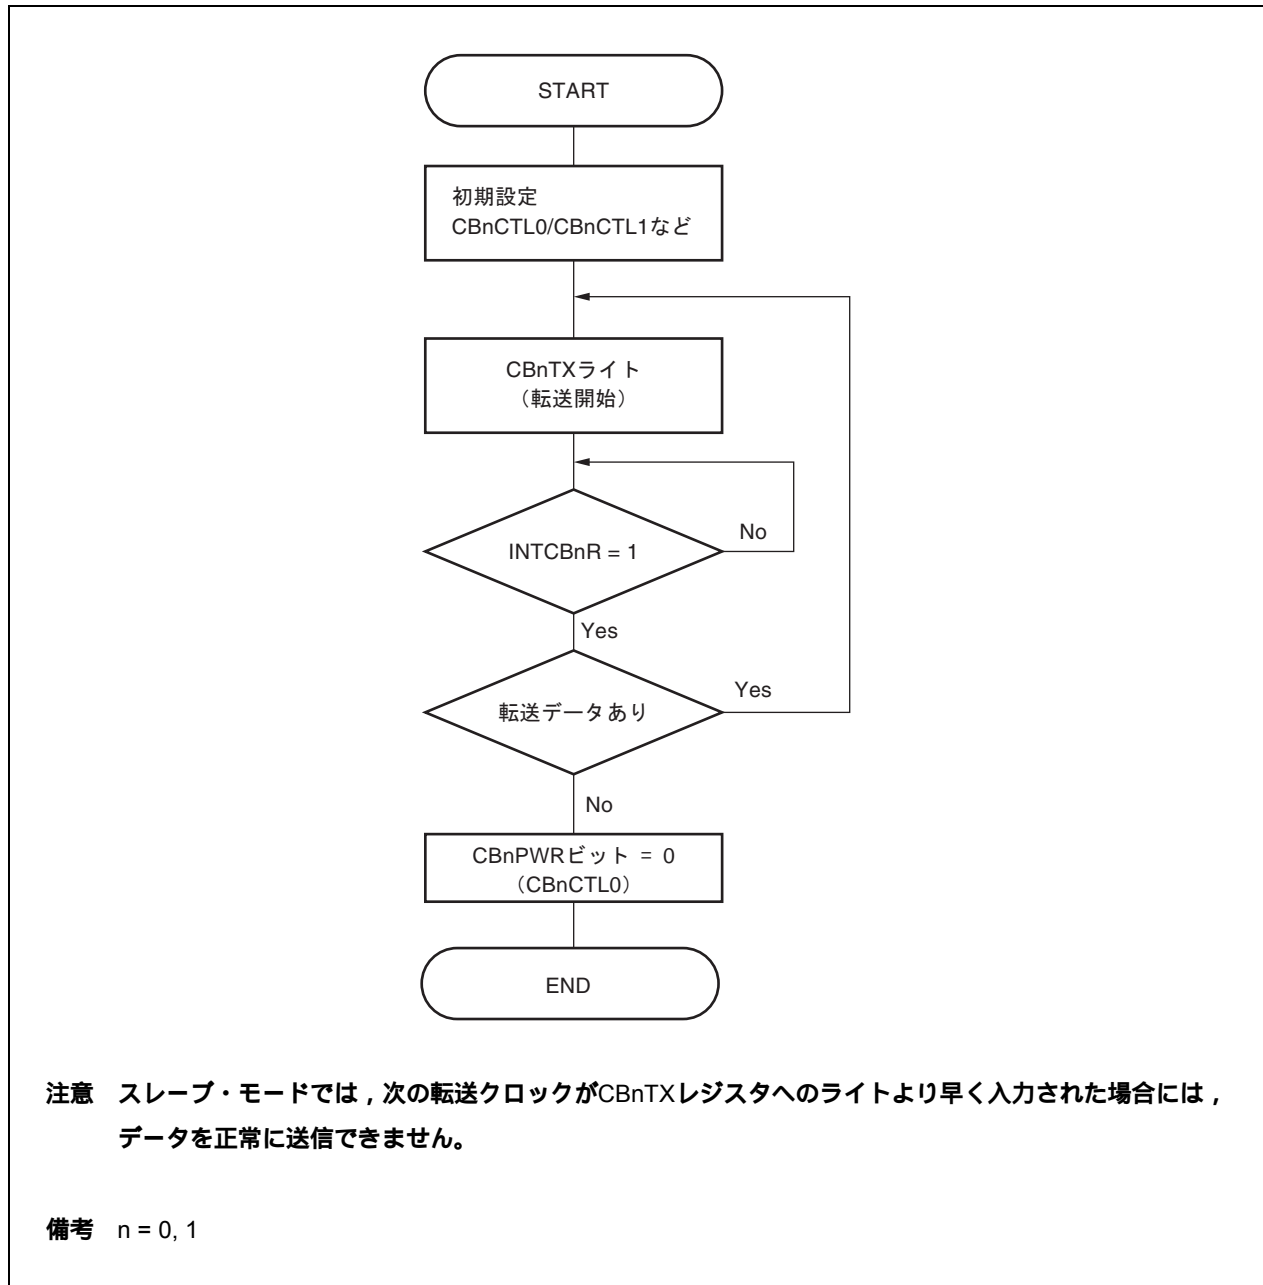 START
初期設定
CBnCTL0/CBnCTL1など
CBnTXライト
（転送開始）
INTCBnR = 1
No
Yes
転送データあり
Yes
No
CBnPWRビット = 0
（CBnCTL0）
END
注意 スレーブ・モードでは，次の転送クロックがCBnTXレジスタへのライトより早く入力された場合には，
データを正常に送信できません。
備考 n = 0, 1